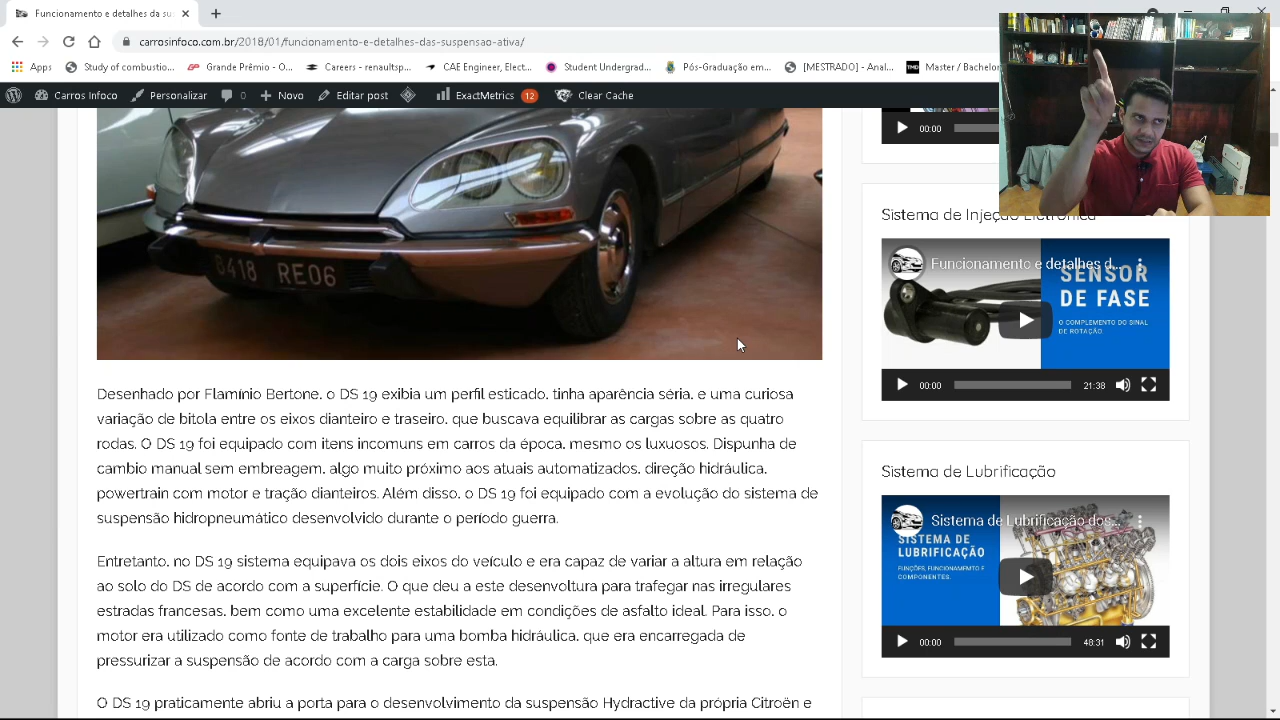 Funcionamento e detalhes da su
carrosinfoco.com.br/2018/01/funcionamento-e-detalhes-das-suspensao-ativa/
Apps
Study of combustio...
Grande Prêmio - O...
CAE Engineer, Elect...
Student Undergrad...
Pós-Graduação em...
[MESTRADO] - Anal...
Master / Bachelor
Carros Infoco
Personalizar
0
Novo
Editar post
ExactMetrics 12
Clear Cache
8418 RE06
00:00
Sistema de Injeção Eletrônica
Funcionamento e detalhes d...
SENSOR
DE FASE
O COMPLEMENTO DO SINAL
DE ROTAÇÃO.
00:00 21:38
Desenhado por Flamínio Bertone, o DS 19 exibia um perfil esticado, tinha aparência séria, e uma curiosa
variação de bitola entre os eixos dianteiro e traseiro, que buscava equilibrar as cargas sobre as quatro
rodas. O DS 19 foi equipado com itens incomuns em carros da época, mesmo os luxuosos. Dispunha de
cambio manual sem embreagem, algo muito próximo aos atuais automatizados, direção hidráulica,
powertrain com motor e tração dianteiros. Além disso, o DS 19 foi equipado com a evolução do sistema de
suspensão hidropneumático desenvolvido durante o período guerra.
Sistema de Lubrificação
Sistema de Lubrificação dos...
SISTEMA DE
LUBRIFICAÇÃO
FUNÇÕES, FUNCIONAMENTO E
COMPONENTES.
00:00 48:31
Entretanto, no DS 19 sistema equipava os dois eixos do veículo e era capaz de variar a altura em relação
ao solo do DS de acordo com a superfície. O que deu a este desenvoltura para trafegar nas irregulares
estradas francesas, bem como um excelente estabilidade em condições de asfalto ideal. Para isso, o
motor era utilizado como fonte de trabalho para uma bomba hidráulica, que era encarregada de
pressurizar a suspensão de acordo com a carga sobre esta.
O DS 19 praticamente abriu a porta para o desenvolvimento da suspensão Hydractive da própria Citroën e